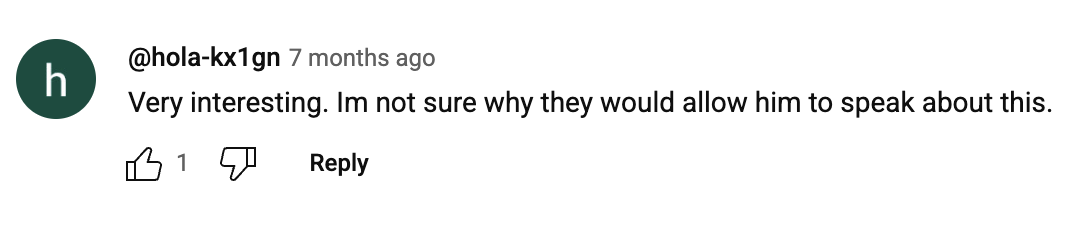 h
@hola-kx1gn 7 months ago
Very interesting. Im not sure why they would allow him to speak about this.
1 Reply